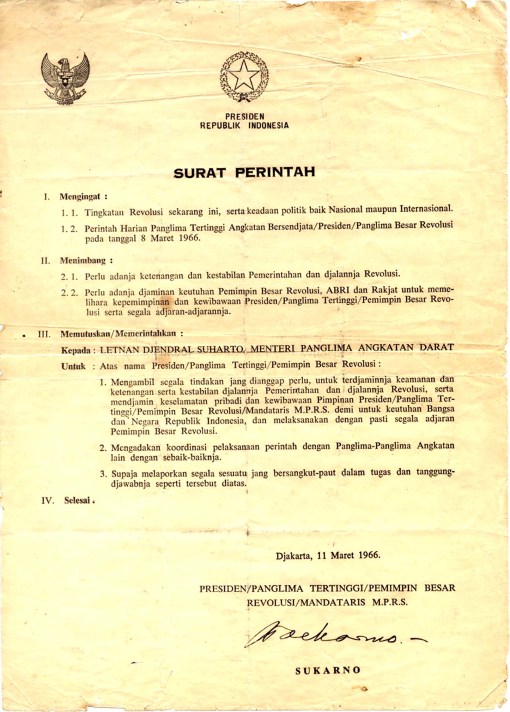 PRESIDEN
REPUBLIK INDONESIA
SURAT PERINTAH
I. Mengingat :
1. 1. Tingkatan Revolusi sekarang ini, serta keadaan politik baik Nasional maupun Internasional.
1. 2. Perintah Harian Panglima Tertinggi Angkatan Bersendjata/Presiden/Panglima Besar Revolusi
pada tanggal 8 Maret 1966.
II. Menimbang :
2. 1. Perlu adanja ketenangan dan kestabilan Pemerintahan dan djalannja Revolusi.
2. 2. Perlu adanja djaminan keutuhan Pemimpin Besar Revolusi, ABRI dan Rakjat untuk meme-
lihara kepemimpinan dan kewibawaan Presiden/Panglima Tertinggi/Pemimpin Besar Revo-
lusi serta segala adjaran-adjarannja.
III. Memutuskan/Memerintahkan :
Kepada : LETNAN DJENDRAL SUHARTO, MENTERI PANGLIMA ANGKATAN DARAT
Untuk : Atas nama Presiden/Panglima Tertinggi/Pemimpin Besar Revolusi :
1. Mengambil segala tindakan jang dianggap perlu, untuk terdjaminnja keamanan dan
ketenangan serta kestabilan djalannja Pemerintahan dan djalannja Revolusi, serta
mendjamin keselamatan pribadi dan kewibawaan Pimpinan Presiden/Panglima Ter-
tinggi/Pemimpin Besar Revolusi/Mandataris M.P.R.S. demi untuk keutuhan Bangsa
dan Negara Republik Indonesia, dan melaksanakan dengan pasti segala adjaran
Pemimpin Besar Revolusi.
2. Mengadakan koordinasi pelaksanaan perintah dengan Panglima-Panglima Angkatan
lain dengan sebaik-baiknja.
3. Supaja melaporkan segala sesuatu jang bersangkut-paut dalam tugas dan tanggung-
djawabnja seperti tersebut diatas.
IV. Selesai.
Djakarta, 11 Maret 1966.
PRESIDEN/PANGLIMA TERTINGGI/PEMIMPIN BESAR
REVOLUSI/MANDATARIS M.P.R.S.
Soekarno.-
SUKARNO